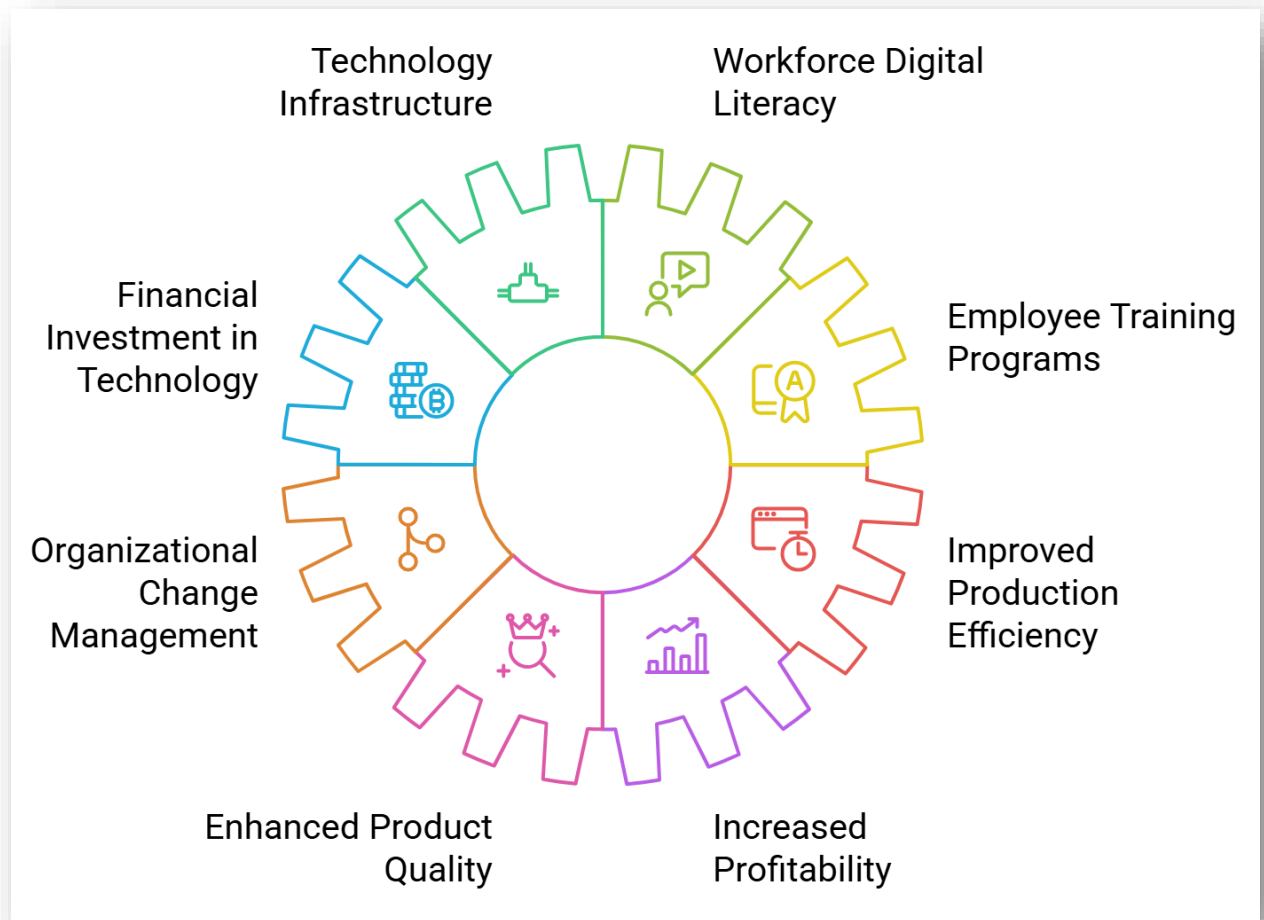 Technology
Infrastructure
Workforce Digital
Literacy
Financial
Investment in
Technology
Employee Training
Programs
Organizational
Change
Management
Improved
Production
Efficiency
Enhanced Product
Quality
Increased
Profitability
A
B